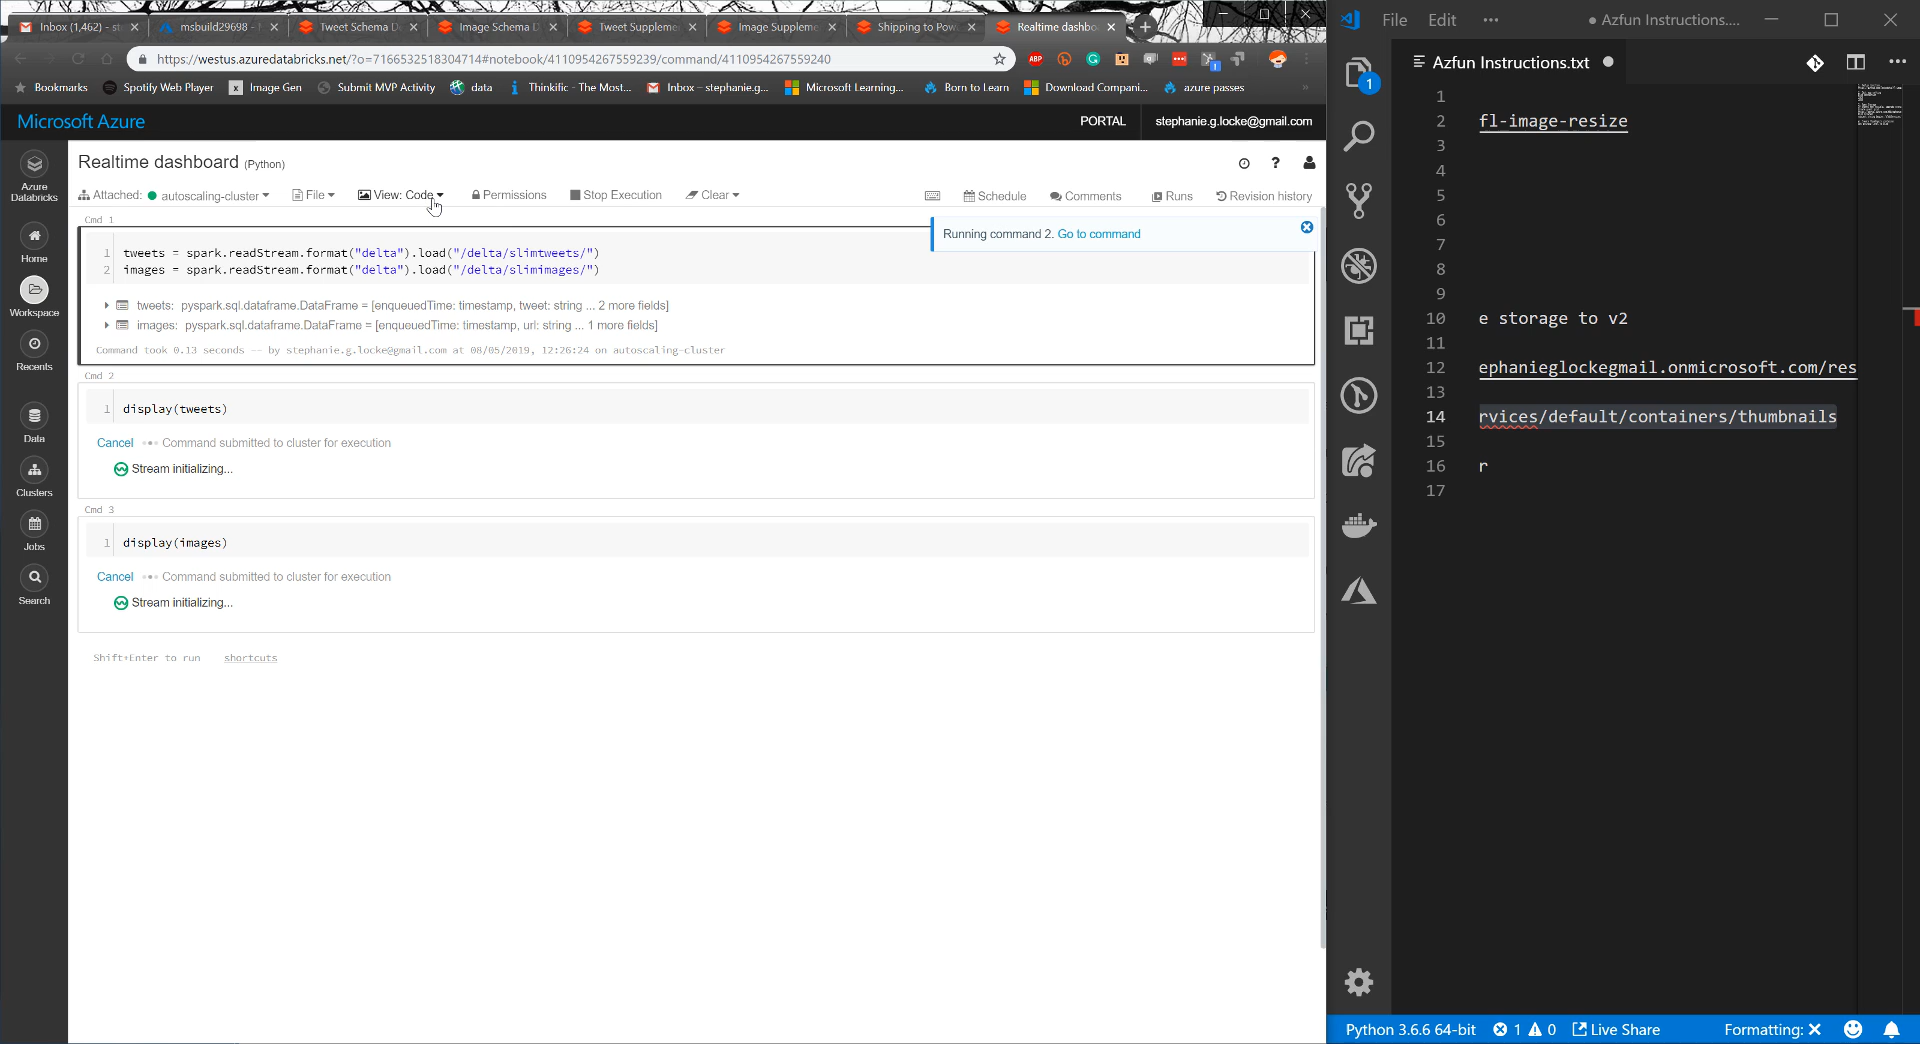 Inbox (1,462) - st
msbuild29698 -
Tweet Schema D
Image Schema D
Tweet Suppleme
Image Suppleme
Shipping to Pow
Realtime dashbo
https://westus.azuredatabricks.net/?o=7166532518304714#notebook/4110954267559239/command/4110954267559240
ABP
Bookmarks
Spotify Web Player
Image Gen
Submit MVP Activity
data
Thinkific - The Most...
Inbox – stephanie.g...
Microsoft Learning...
Born to Learn
Download Compani...
azure passes
Microsoft Azure
PORTAL
stephanie.g.locke@gmail.com
Azure Databricks
Home
Workspace
Recents
Data
Clusters
Jobs
Search
Realtime dashboard (Python)
Attached: autoscaling-cluster
File
View: Code
Permissions
Stop Execution
Clear
Schedule
Comments
Runs
Revision history
Cmd 1
Running command 2. Go to command
1 tweets = spark.readStream.format("delta").load("/delta/slimtweets/")
2 images = spark.readStream.format("delta").load("/delta/slimimages/")
tweets: pyspark.sql.dataframe.DataFrame = [enqueuedTime: timestamp, tweet: string ... 2 more fields]
images: pyspark.sql.dataframe.DataFrame = [enqueuedTime: timestamp, url: string ... 1 more fields]
Command took 0.13 seconds -- by stephanie.g.locke@gmail.com at 08/05/2019, 12:26:24 on autoscaling-cluster
Cmd 2
1 display(tweets)
Cancel Command submitted to cluster for execution
Stream initializing...
Cmd 3
1 display(images)
Cancel Command submitted to cluster for execution
Stream initializing...
Shift+Enter to run shortcuts
File Edit ... ● Azfun Instructions....
Azfun Instructions.txt
1
1
2 fl-image-resize
3
4
5
6
7
8
9
10 e storage to v2
11
12 ephanieglockegmail.onmicrosoft.com/res
13
14 rvices/default/containers/thumbnails
15
16 r
17
Python 3.6.6 64-bit 1 0 Live Share Formatting: ×